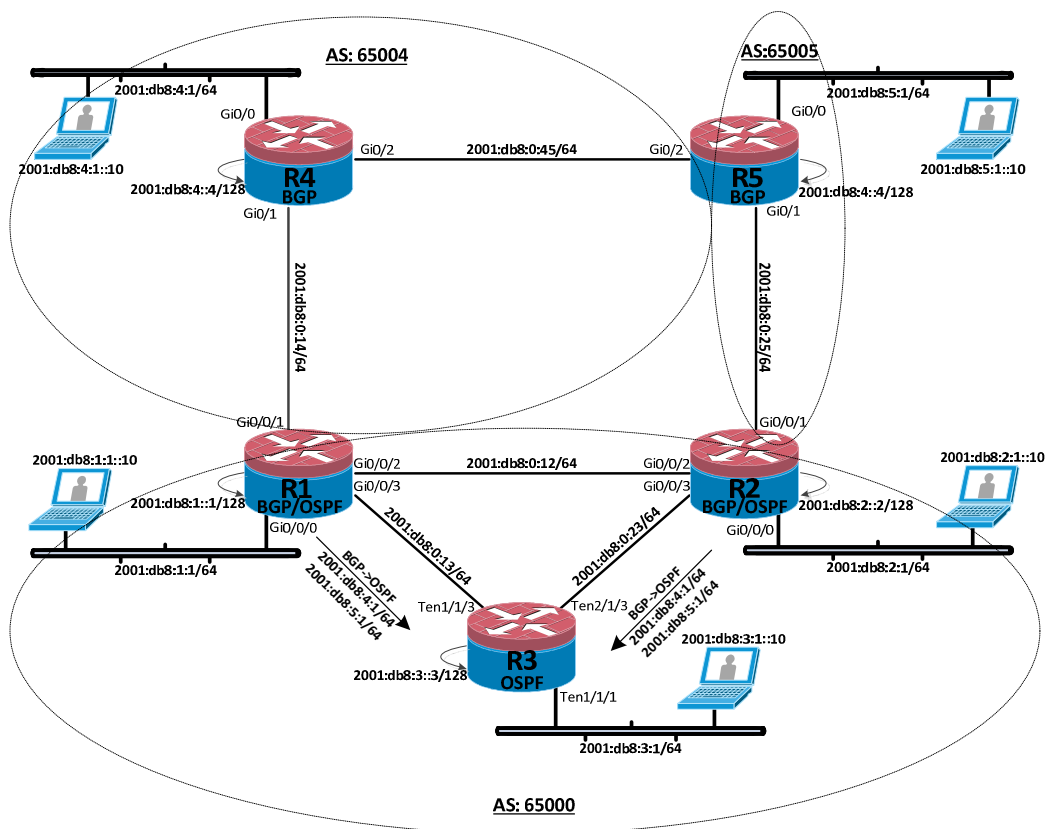 AS: 65004
AS:65005
2001:db8:4:1/64
2001:db8:5:1/64
Gi0/0
Gi0/0
2001:db8:4:1::10
2001:db8:5:1::10
Gi0/2
2001:db8:0:45/64
Gi0/2
R4
BGP
R5
BGP
2001:db8:4::4/128
2001:db8:4::4/128
Gi0/1
Gi0/1
2001:db8:0:14/64
2001:db8:0:25/64
Gi0/0/1
Gi0/0/1
2001:db8:1:1::10
2001:db8:2:1::10
Gi0/0/2
2001:db8:0:12/64
Gi0/0/2
R1
BGP/OSPF
Gi0/0/3
Gi0/0/3
R2
BGP/OSPF
2001:db8:1::1/128
2001:db8:2::2/128
Gi0/0/0
Gi0/0/0
2001:db8:1:1/64
2001:db8:2:1/64
2001:db8:0:13/64
2001:db8:0:23/64
BGP->OSPF
2001:db8:4:1/64
2001:db8:5:1/64
BGP->OSPF
2001:db8:4:1/64
2001:db8:5:1/64
Ten1/1/3
Ten2/1/3
R3
OSPF
2001:db8:3::3/128
2001:db8:3:1::10
Ten1/1/1
2001:db8:3:1/64
AS: 65000